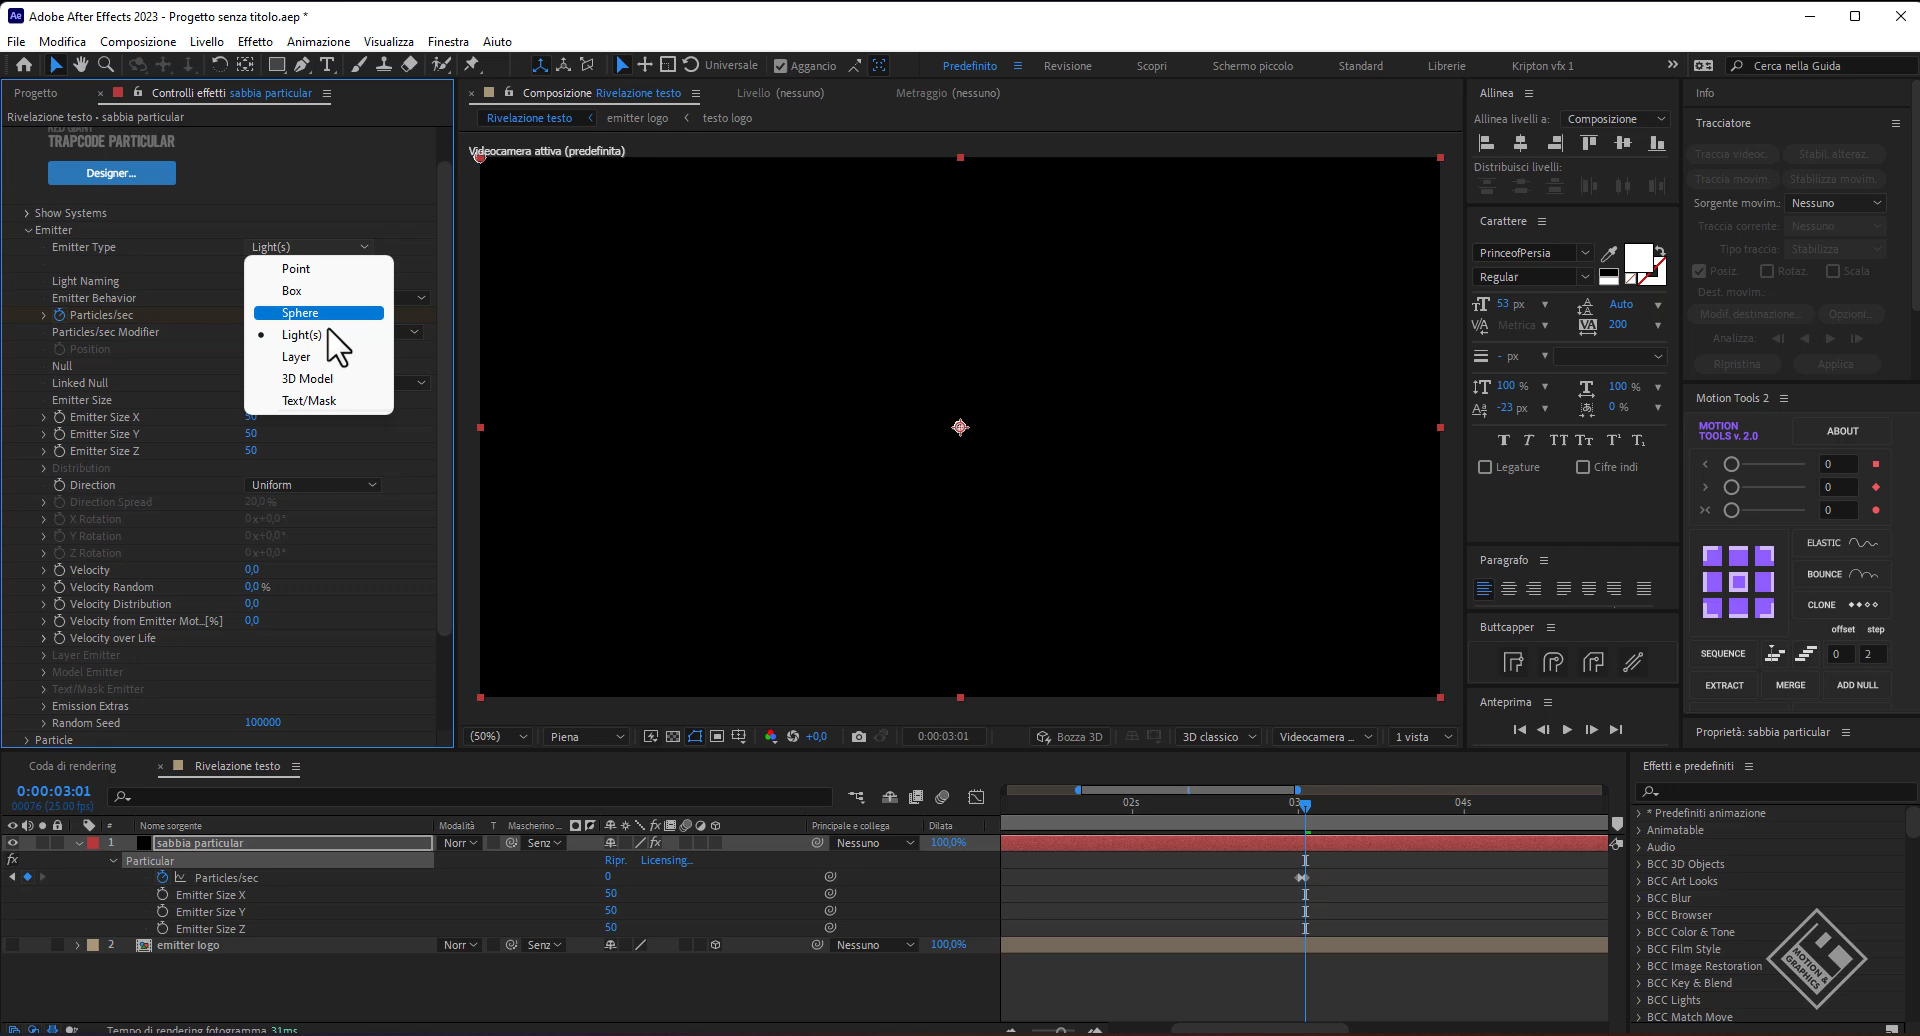 Adobe After Effects 2023 - Progetto senza titolo.aep *
File Modifica Composizione Livello Effetto Animazione Visualizza Finestra Aiuto
Universale Aggancio Predefinito Revisione Scopri Schermo piccolo Standard Librerie Kripton vfx 1 Cerca nella Guida
Progetto Controlli effetti sabbia particular
Rivelazione testo • sabbia particular
RED GIANT
TRAPCODE PARTICULAR
Designer...
Show Systems
Emitter
Emitter Type Light(s)
Light Naming
Emitter Behavior
Particles/sec
Particles/sec Modifier
Position
Null
Linked Null
Emitter Size
Emitter Size X 50
Emitter Size Y 50
Emitter Size Z 50
Distribution
Direction Uniform
Direction Spread 20,0%
X Rotation 0x+0,0°
Y Rotation 0x+0,0°
Z Rotation 0x+0,0°
Velocity 0,0
Velocity Random 0,0 %
Velocity Distribution 0,0
Velocity from Emitter Mot...[%] 0,0
Velocity over Life
Layer Emitter
Model Emitter
Text/Mask Emitter
Emission Extras
Random Seed 100000
Particle
Point
Box
Sphere
Light(s)
Layer
3D Model
Text/Mask
Composizione Rivelazione testo Livello (nessuno) Metraggio (nessuno)
Rivelazione testo emitter logo testo logo
Videocamera attiva (predefinita)
(50%) Piena +0,0 0:00:03:01 Bozza 3D 3D classico Videocamera ... 1 vista
Allinea
Allinea livelli a: Composizione
Distribuisci livelli:
Carattere
PrinceofPersia
Regular
53 px Auto
Metrica 200
- px
100 % 100 %
-23 px 0 %
Legature Cifre indi
Paragrafo
Buttcapper
Anteprima
Info
Tracciatore
Traccia videoc. Stabil. alteraz.
Traccia movim. Stabilizza movim.
Sorgente movim.: Nessuno
Traccia corrente: Nessuno
Tipo traccia: Stabilizza
Posiz. Rotaz. Scala
Dest. movim.:
Modif. destinazione... Opzioni...
Analizza:
Ripristina Applica
Motion Tools 2
MOTION
TOOLS v. 2.0 ABOUT
0
0
0
ELASTIC
BOUNCE
CLONE
offset step
SEQUENCE 0 2
EXTRACT MERGE ADD NULL
Proprietà: sabbia particular
Coda di rendering Rivelazione testo
0:00:03:01
00076 (25.00 fps)
# Nome sorgente Modalità T Mascherino ... Principale e collega Dilata
1 sabbia particular Norr Senz Nessuno 100,0%
Particular Ripr. Licensing...
Particles/sec 0
Emitter Size X 50
Emitter Size Y 50
Emitter Size Z 50
2 emitter logo Norr Senz Nessuno 100,0%
Tempo di rendering fotogramma 31ms
02s 03 04s
Effetti e predefiniti
* Predefiniti animazione
Animatable
Audio
BCC 3D Objects
BCC Art Looks
BCC Blur
BCC Browser
BCC Color & Tone
BCC Film Style
BCC Image Restoration
BCC Key & Blend
BCC Lights
BCC Match Move
MOTION &
GRAPHICS